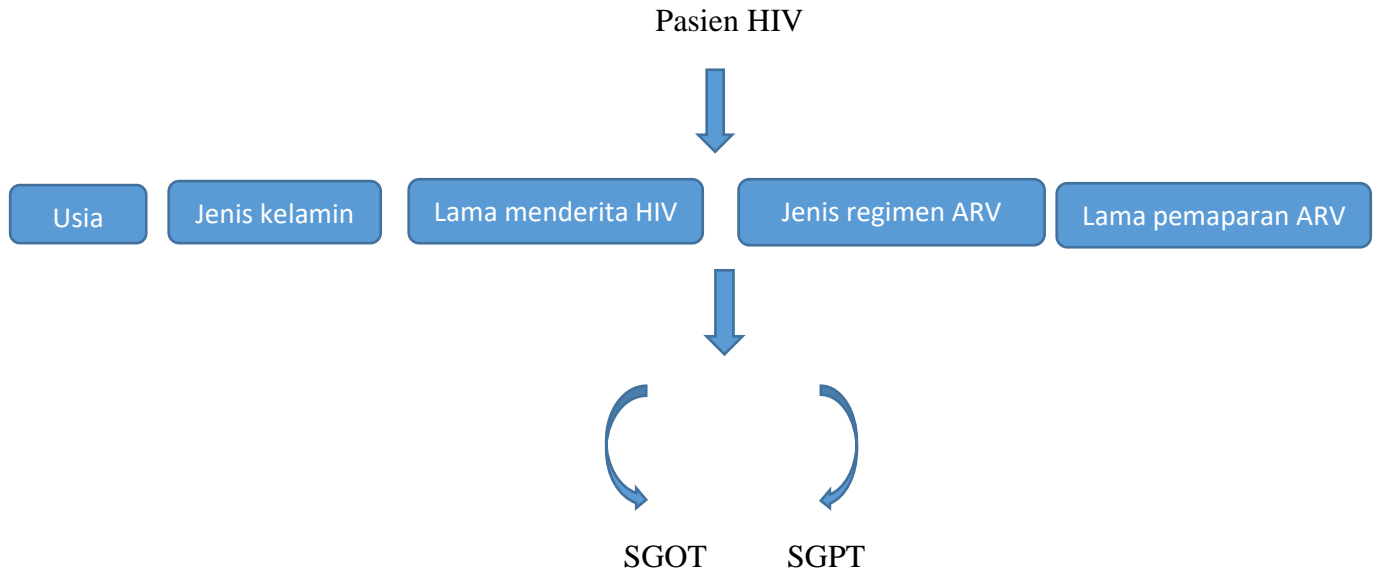 Pasien HIV
Usia
Jenis kelamin
Lama menderita HIV
Jenis regimen ARV
Lama pemaparan ARV
SGOT
SGPT